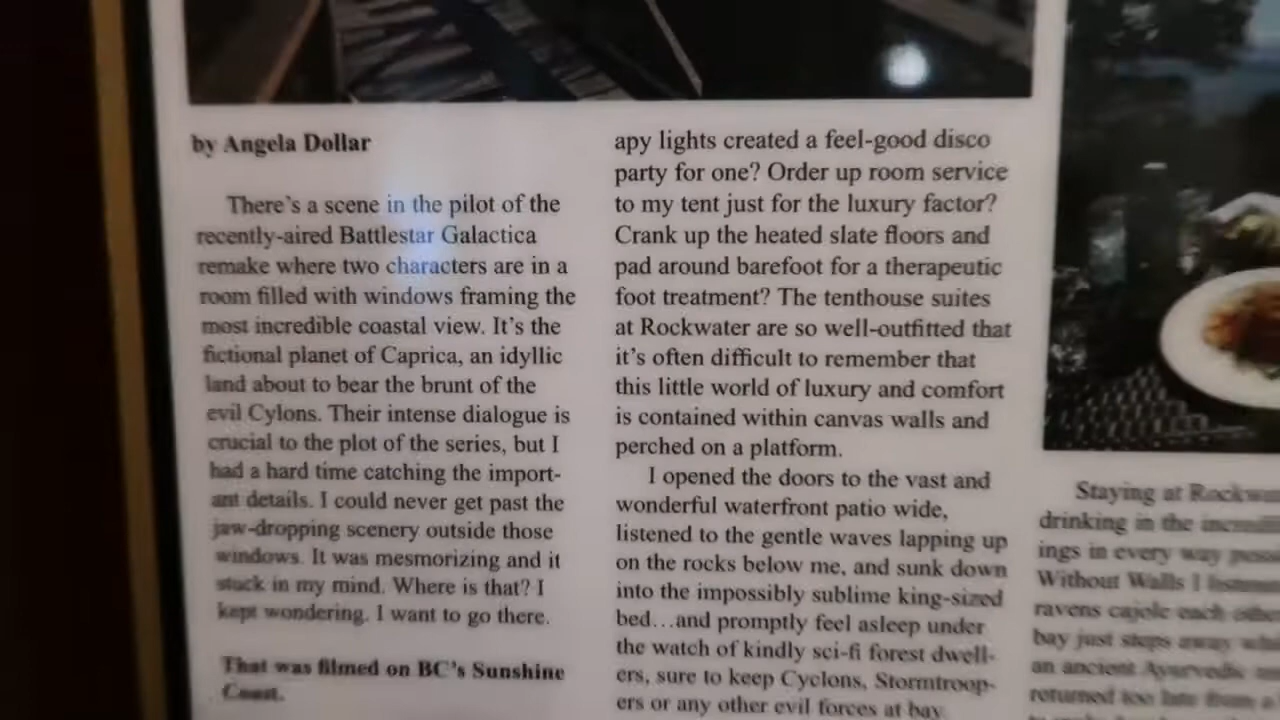 by Angela Dollar
There's a scene in the pilot of the
recently-aired Battlestar Galactica
remake where two characters are in a
room filled with windows framing the
most incredible coastal view. It's the
fictional planet of Caprica, an idyllic
land about to bear the brunt of the
evil Cylons. Their intense dialogue is
crucial to the plot of the series, but I
had a hard time catching the import-
ant details. I could never get past the
jaw-dropping scenery outside those
windows. It was mesmorizing and it
stuck in my mind. Where is that? I
kept wondering. I want to go there.
That was filmed on BC's Sunshine
Coast.
apy lights created a feel-good disco
party for one? Order up room service
to my tent just for the luxury factor?
Crank up the heated slate floors and
pad around barefoot for a therapeutic
foot treatment? The tenthouse suites
at Rockwater are so well-outfitted that
it's often difficult to remember that
this little world of luxury and comfort
is contained within canvas walls and
perched on a platform.
I opened the doors to the vast and
wonderful waterfront patio wide,
listened to the gentle waves lapping up
on the rocks below me, and sunk down
into the impossibly sublime king-sized
bed…and promptly feel asleep under
the watch of kindly sci-fi forest dwell-
ers, sure to keep Cyclons, Stormtroop-
ers or any other evil forces at bay
Staying at
drinking in the
ings in every way
Without Walls I
ravens cajole each
bay just steps away
an ancient Ayurvedic
returned too late from a